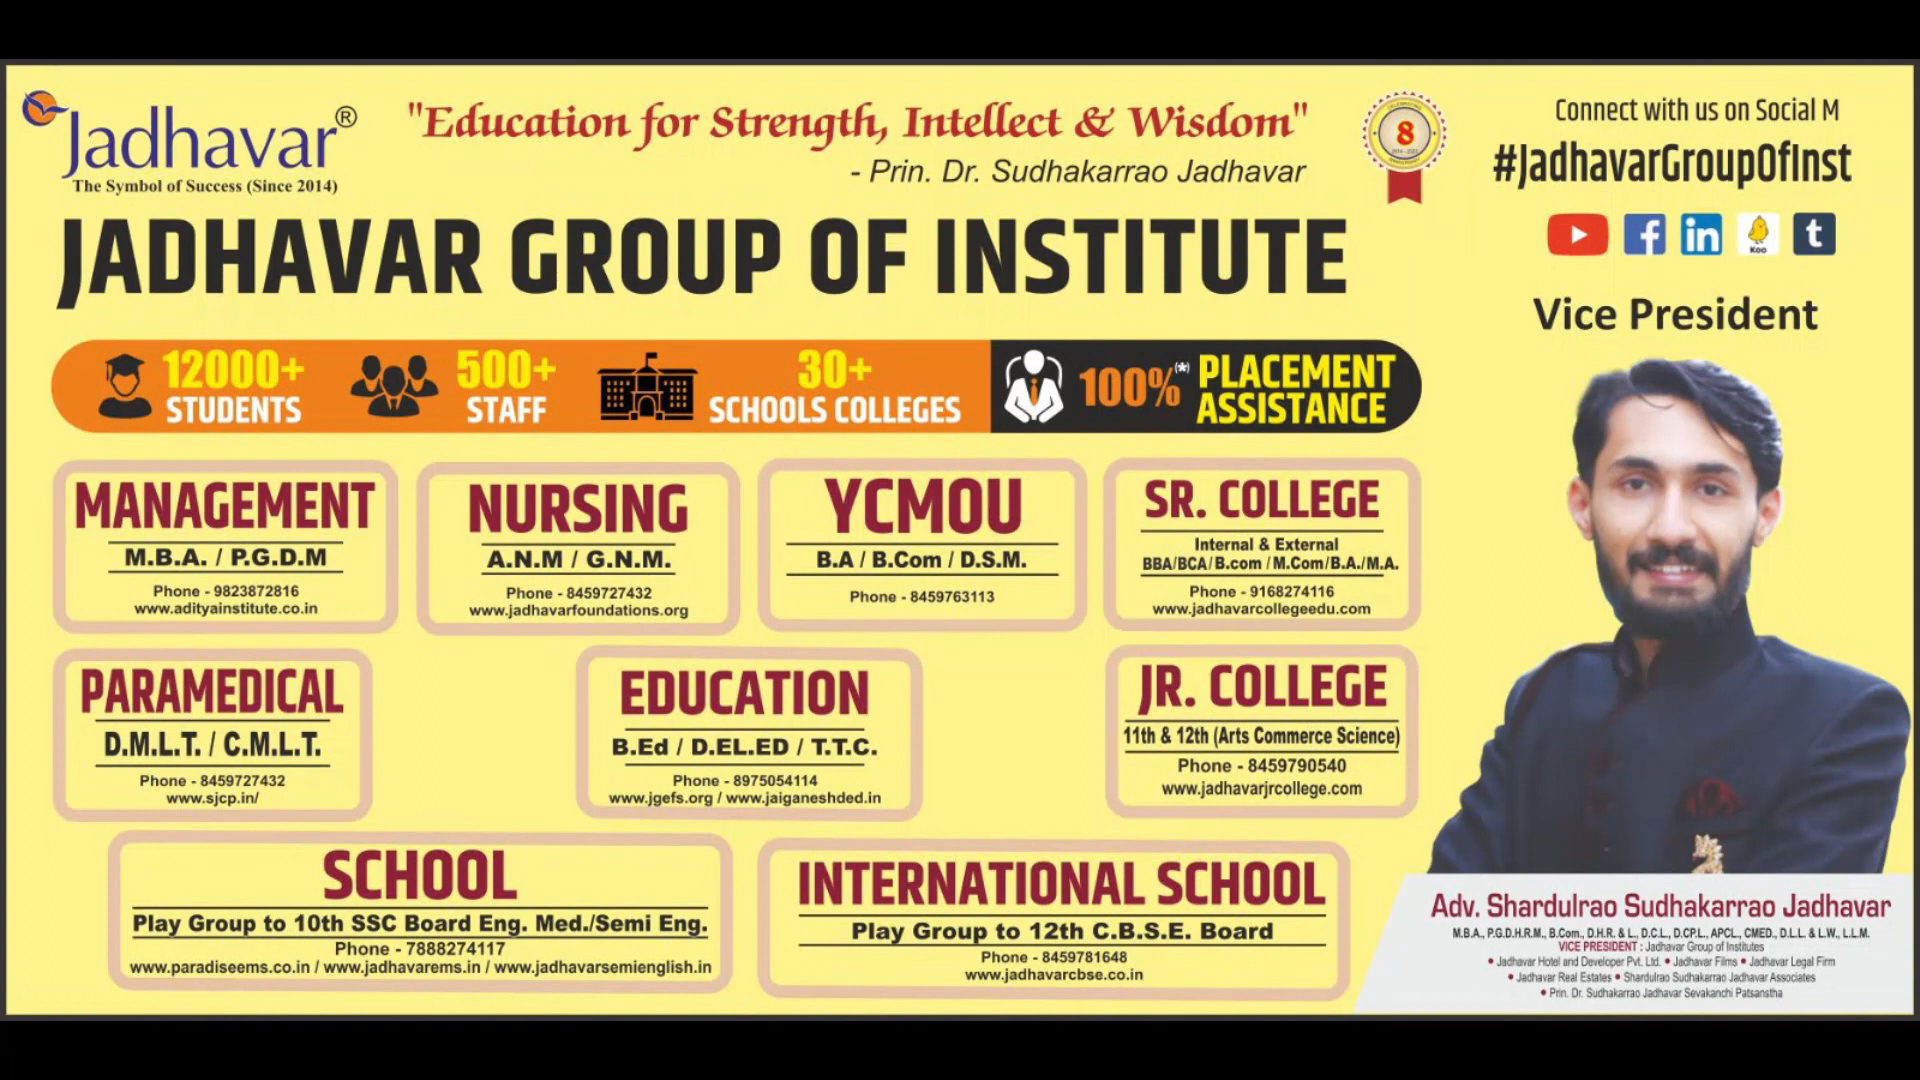 Jadhavar®
The Symbol of Success (Since 2014)
"Education for Strength, Intellect & Wisdom"
- Prin. Dr. Sudhakarrao Jadhavar
8
Connect with us on Social M
#JadhavarGroupOfInst
Koo
JADHAVAR GROUP OF INSTITUTE
Vice President
12000+
STUDENTS
500+
STAFF
30+
SCHOOLS COLLEGES
100%(*) PLACEMENT
ASSISTANCE
MANAGEMENT
M.B.A. / P.G.D.M
Phone - 9823872816
www.adityainstitute.co.in
NURSING
A.N.M / G.N.M.
Phone - 8459727432
www.jadhavarfoundations.org
YCMOU
B.A / B.Com / D.S.M.
Phone - 8459763113
SR. COLLEGE
Internal & External
BBA/BCA/B.com / M.Com/B.A./M.A.
Phone - 9168274116
www.jadhavarcollegeedu.com
PARAMEDICAL
D.M.L.T. / C.M.L.T.
Phone - 8459727432
www.sjcp.in/
EDUCATION
B.Ed / D.EL.ED / T.T.C.
Phone - 8975054114
www.jgefs.org / www.jaiganeshded.in
JR. COLLEGE
11th & 12th (Arts Commerce Science)
Phone - 8459790540
www.jadhavarjrcollege.com
SCHOOL
Play Group to 10th SSC Board Eng. Med./Semi Eng.
Phone - 7888274117
www.paradiseems.co.in / www.jadhavarems.in / www.jadhavarsemienglish.in
INTERNATIONAL SCHOOL
Play Group to 12th C.B.S.E. Board
Phone - 8459781648
www.jadhavarcbse.co.in
Adv. Shardulrao Sudhakarrao Jadhavar
M.B.A., P.G.D.H.R.M., B.Com., D.H.R. & L., D.C.L., D.CP.L., APCL., CMED., D.L.L. & L.W., L.L.M.
VICE PRESIDENT : Jadhavar Group of Institutes
• Jadhavar Hotel and Developer Pvt. Ltd. • Jadhavar Films • Jadhavar Legal Firm
• Jadhavar Real Estates • Shardulrao Sudhakarrao Jadhavar Associates
• Prin. Dr. Sudhakarrao Jadhavar Sevakanchi Patsanstha